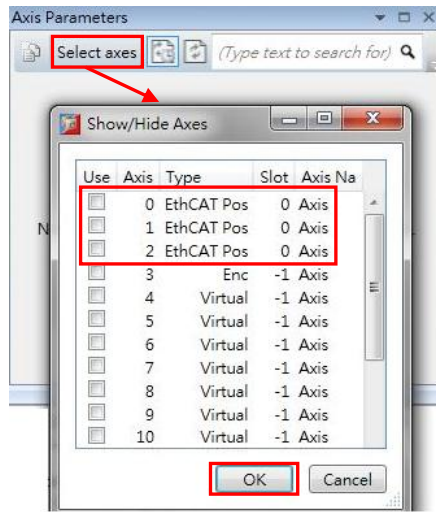 Axis Parameters
Select axes (Type text to search for)
Show/Hide Axes
Use Axis Type Slot Axis Na
0 EthCAT Pos 0 Axis
1 EthCAT Pos 0 Axis
2 EthCAT Pos 0 Axis
3 Enc -1 Axis
4 Virtual -1 Axis
5 Virtual -1 Axis
6 Virtual -1 Axis
7 Virtual -1 Axis
8 Virtual -1 Axis
9 Virtual -1 Axis
10 Virtual -1 Axis
OK Cancel